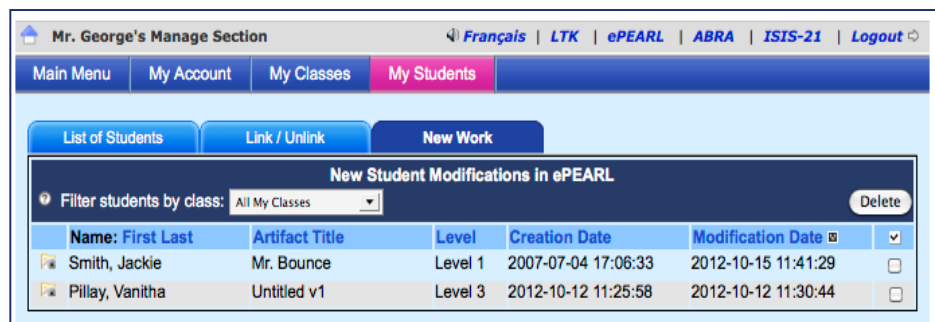 Mr. George's Manage Section Français | LTK | ePEARL | ABRA | ISIS-21 | Logout
Main Menu My Account My Classes My Students
List of Students Link / Unlink New Work
New Student Modifications in ePEARL
Filter students by class: All My Classes Delete
Name: First Last Artifact Title Level Creation Date Modification Date
Smith, Jackie Mr. Bounce Level 1 2007-07-04 17:06:33 2012-10-15 11:41:29
Pillay, Vanitha Untitled v1 Level 3 2012-10-12 11:25:58 2012-10-12 11:30:44